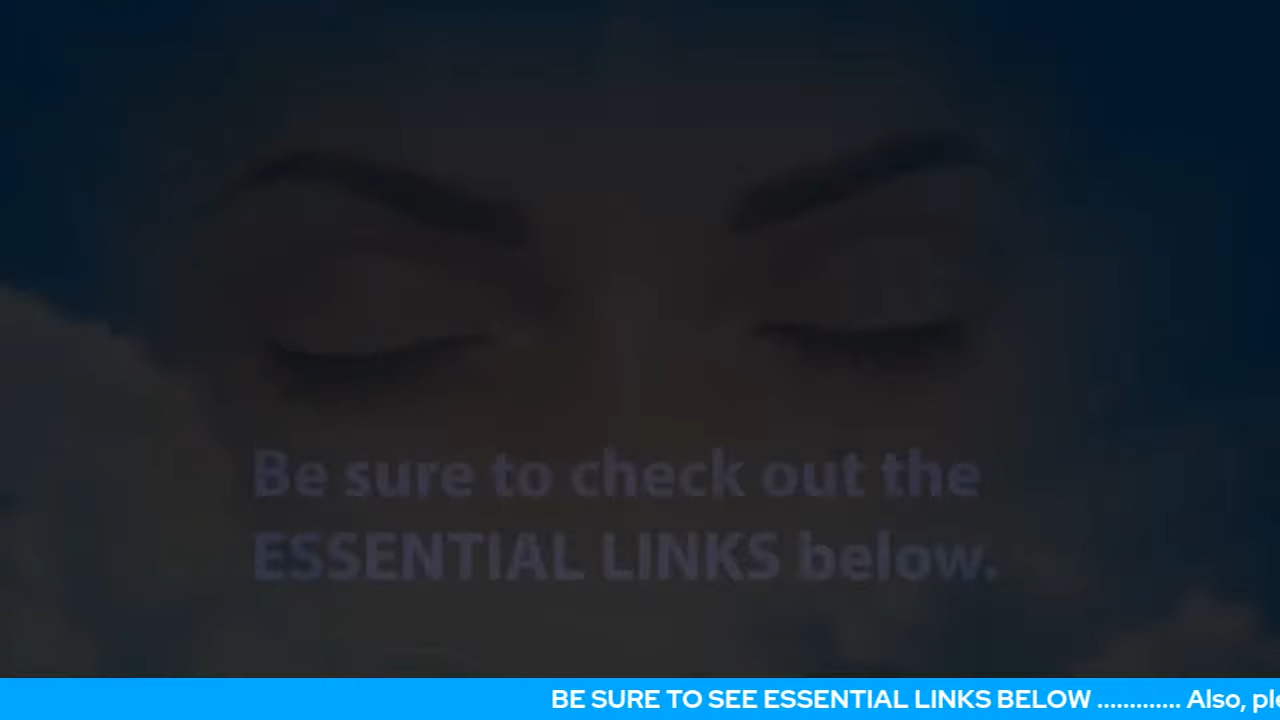 Be sure to check out the
ESSENTIAL LINKS below.
BE SURE TO SEE ESSENTIAL LINKS BELOW ............. Also,